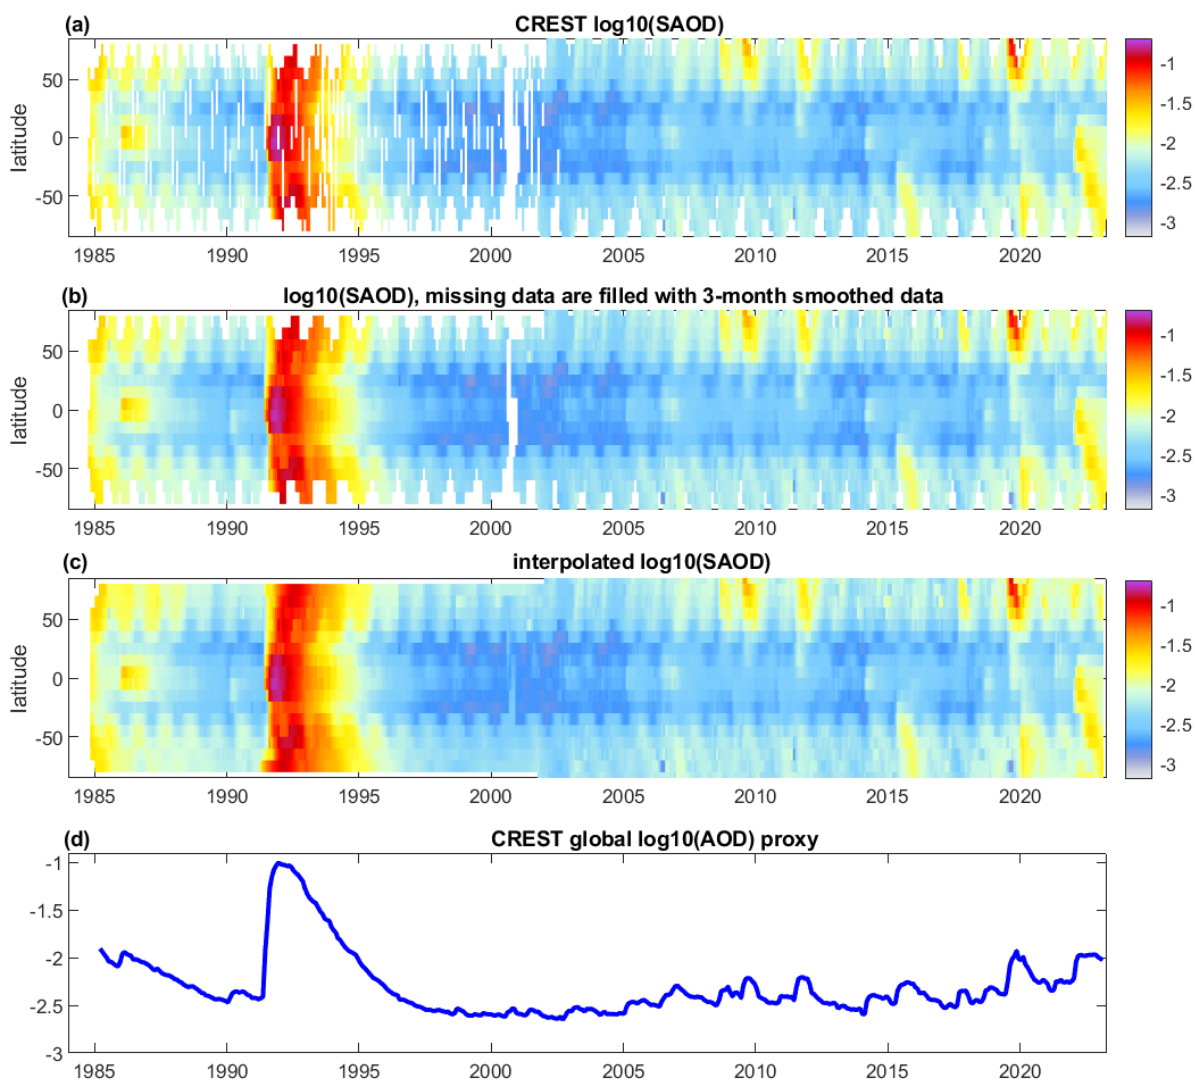 (a) CREST log10(SAOD)
latitude
50
0
-50
1985 1990 1995 2000 2005 2010 2015 2020
-1
-1.5
-2
-2.5
-3
(b) log10(SAOD), missing data are filled with 3-month smoothed data
latitude
50
0
-50
1985 1990 1995 2000 2005 2010 2015 2020
-1
-1.5
-2
-2.5
-3
(c) interpolated log10(SAOD)
latitude
50
0
-50
1985 1990 1995 2000 2005 2010 2015 2020
-1
-1.5
-2
-2.5
-3
(d) CREST global log10(AOD) proxy
-1
-1.5
-2
-2.5
-3
1985 1990 1995 2000 2005 2010 2015 2020